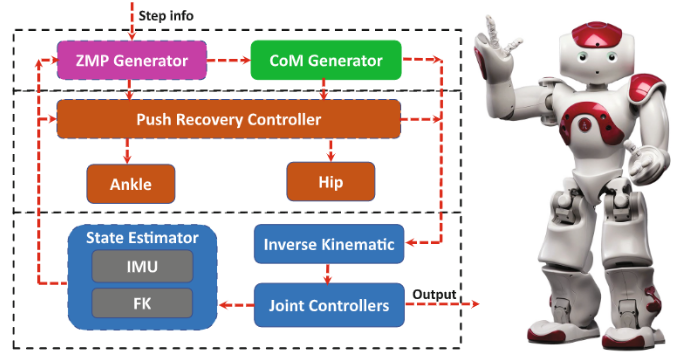 Step info
ZMP Generator
CoM Generator
Push Recovery Controller
Ankle
Hip
State Estimator
IMU
FK
Inverse Kinematic
Joint Controllers
Output